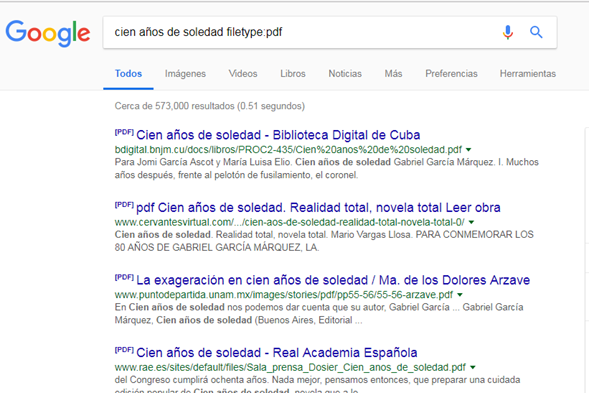 Google
cien años de soledad filetype:pdf
Todos Imágenes Videos Libros Noticias Más Preferencias Herramientas
Cerca de 573,000 resultados (0.51 segundos)
[PDF] Cien años de soledad - Biblioteca Digital de Cuba
bdigital.bnjm.cu/docs/libros/PROC2-435/Cien%20anos%20de%20soledad.pdf
Para Jomi García Ascot y María Luisa Elio. Cien años de soledad Gabriel García Márquez. I. Muchos
años después, frente al pelotón de fusilamiento, el coronel.
[PDF] pdf Cien años de soledad. Realidad total, novela total Leer obra
www.cervantesvirtual.com/.../cien-aos-de-soledad-realidad-total-novela-total-0/
Cien años de soledad. Realidad total, novela total. Mario Vargas Llosa. PARA CONMEMORAR LOS
80 AÑOS DE GABRIEL GARCÍA MÁRQUEZ, LA.
[PDF] La exageración en cien años de soledad / Ma. de los Dolores Arzave
www.puntodepartida.unam.mx/images/stories/pdf/pp55-56/55-56-arzave.pdf
En Cien años de soledad nos podemos dar cuenta que su autor, Gabriel García ... Gabriel García
Márquez, Cien años de soledad (Buenos Aires, Editorial ...
[PDF] Cien años de soledad - Real Academia Española
www.rae.es/sites/default/files/Sala_prensa_Dosier_Cien_anos_de_soledad.pdf
del Congreso cumplirá ochenta años. Nada mejor, pensamos entonces, que preparar una cuidada
edición popular de Cien años de soledad, novela que a lo